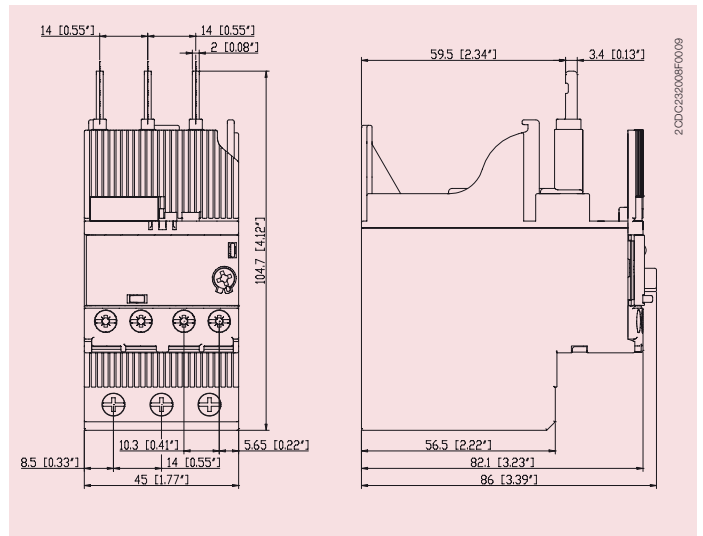 14 [0.55"] 14 [0.55"]
2 [0.08"]
59.5 [2.34"] 3.4 [0.13"]
2CDC232008F0009
104.7 [4.12"]
10.3 [0.41"] 5.65 [0.22"]
8.5 [0.33"] 14 [0.55"]
45 [1.77"]
56.5 [2.22"]
82.1 [3.23"]
86 [3.39"]